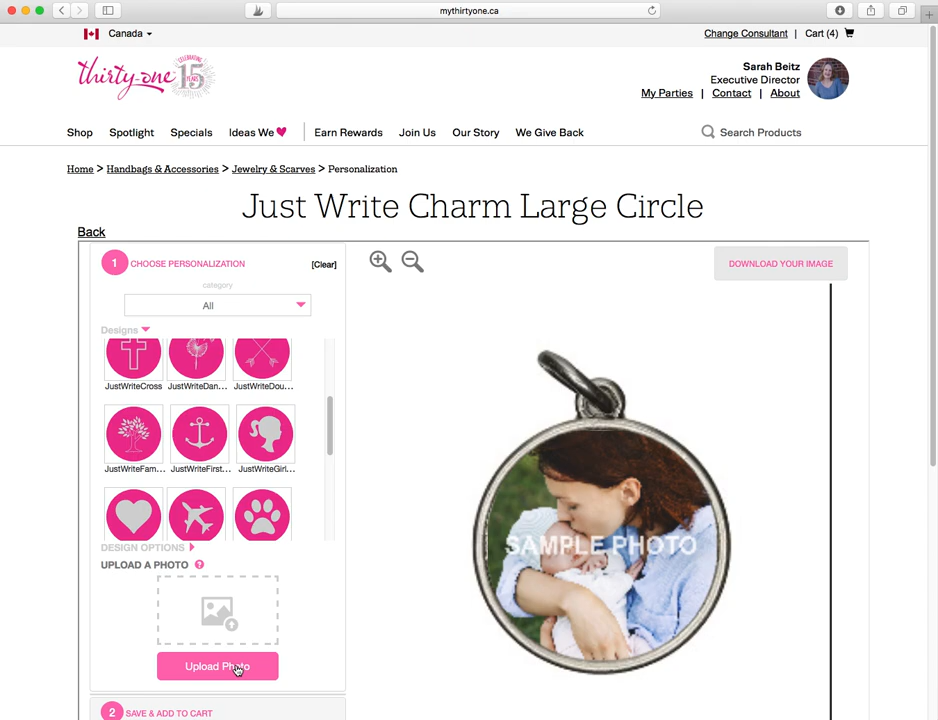 mythirtyone.ca
Canada
Change Consultant | Cart (4)
thirty-one
CELEBRATING
15
YEARS
Sarah Beitz
Executive Director
My Parties | Contact | About
Shop Spotlight Specials Ideas We Earn Rewards Join Us Our Story We Give Back Search Products
Home > Handbags & Accessories > Jewelry & Scarves > Personalization
Just Write Charm Large Circle
Back
1 CHOOSE PERSONALIZATION [Clear]
DOWNLOAD YOUR IMAGE
category
All
Designs
JustWriteCross JustWriteDan... JustWriteDou...
JustWriteFam... JustWriteFirst... JustWriteGirl...
SAMPLE PHOTO
DESIGN OPTIONS
UPLOAD A PHOTO ?
Upload Photo
2 SAVE & ADD TO CART